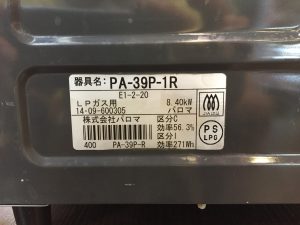 器具名: PA-39P-1R
E1-2-20
LPガス用 8.40kW
14-09-600305 パロマ
株式会社パロマ 区分C
効率56.3%
区分I
400 PA-39P-R 効率271Wh
PS
LPG